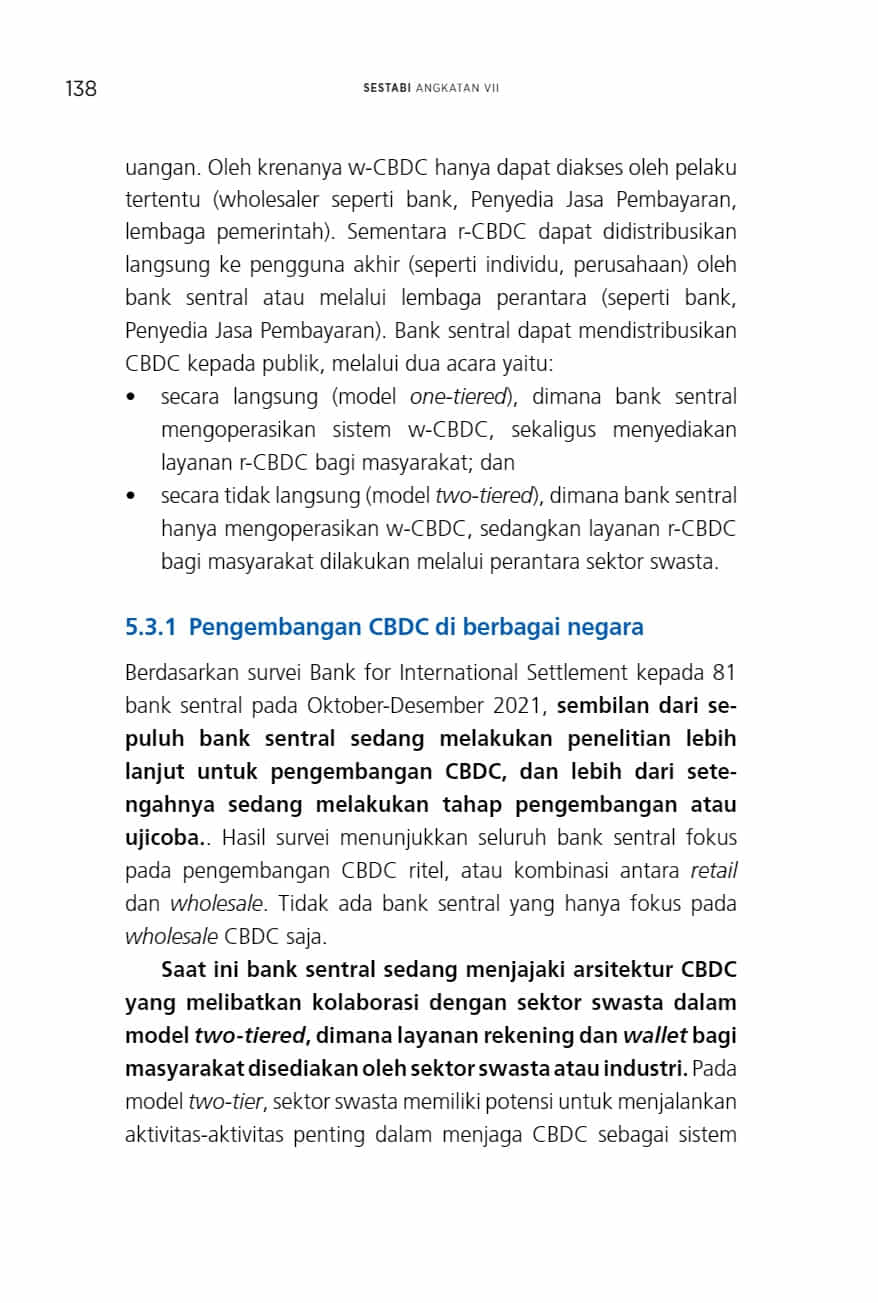 138
SESTABI ANGKATAN VII
uangan. Oleh krenanya w-CBDC hanya dapat diakses oleh pelaku
tertentu (wholesaler seperti bank, Penyedia Jasa Pembayaran,
lembaga pemerintah). Sementara r-CBDC dapat didistribusikan
langsung ke pengguna akhir (seperti individu, perusahaan) oleh
bank sentral atau melalui lembaga perantara (seperti bank,
Penyedia Jasa Pembayaran). Bank sentral dapat mendistribusikan
CBDC kepada publik, melalui dua acara yaitu:
• secara langsung (model one-tiered), dimana bank sentral
mengoperasikan sistem w-CBDC, sekaligus menyediakan
layanan r-CBDC bagi masyarakat; dan
• secara tidak langsung (model two-tiered), dimana bank sentral
hanya mengoperasikan w-CBDC, sedangkan layanan r-CBDC
bagi masyarakat dilakukan melalui perantara sektor swasta.
5.3.1 Pengembangan CBDC di berbagai negara
Berdasarkan survei Bank for International Settlement kepada 81
bank sentral pada Oktober-Desember 2021, sembilan dari se-
puluh bank sentral sedang melakukan penelitian lebih
lanjut untuk pengembangan CBDC, dan lebih dari sete-
ngahnya sedang melakukan tahap pengembangan atau
ujicoba.. Hasil survei menunjukkan seluruh bank sentral fokus
pada pengembangan CBDC ritel, atau kombinasi antara retail
dan wholesale. Tidak ada bank sentral yang hanya fokus pada
wholesale CBDC saja.
Saat ini bank sentral sedang menjajaki arsitektur CBDC
yang melibatkan kolaborasi dengan sektor swasta dalam
model two-tiered, dimana layanan rekening dan wallet bagi
masyarakat disediakan oleh sektor swasta atau industri. Pada
model two-tier, sektor swasta memiliki potensi untuk menjalankan
aktivitas-aktivitas penting dalam menjaga CBDC sebagai sistem